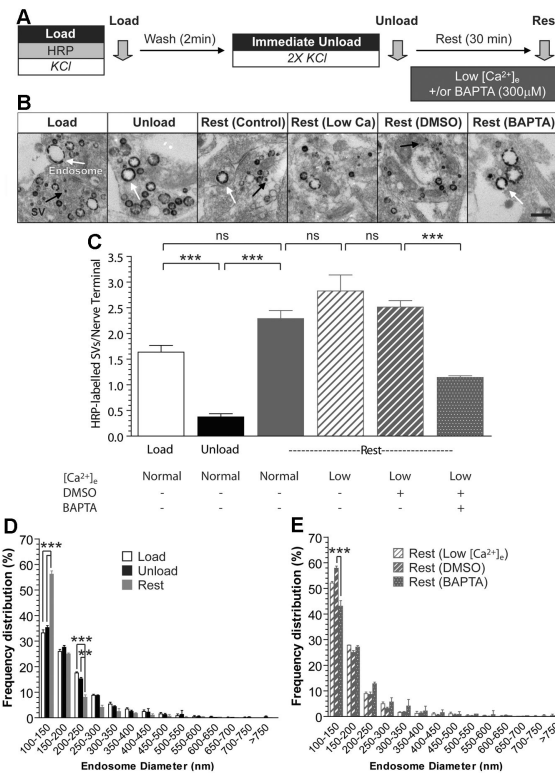 A
Load
HRP
KCl
Load
Wash (2min)
Immediate Unload
2X KCl
Unload
Rest (30 min)
Rest
Low [Ca²⁺]ₑ
+/or BAPTA (300μM)
B
Load
Unload
Rest (Control)
Rest (Low Ca)
Rest (DMSO)
Rest (BAPTA)
Endosome
SV
C
ns
ns
ns
***
***
***
HRP-labelled SVs/Nerve Terminal
3.5
3.0
2.5
2.0
1.5
1.0
0.5
0.0
Load
Unload
Rest
[Ca²⁺]ₑ
Normal
Normal
Normal
Low
Low
Low
DMSO
-
-
-
-
+
+
BAPTA
-
-
-
-
-
+
D
Frequency distribution (%)
70
60
50
40
30
20
10
0
***
***
**
Load
Unload
Rest
100-150
150-200
200-250
250-300
300-350
350-400
400-450
450-500
500-550
550-600
600-650
650-700
700-750
>750
Endosome Diameter (nm)
E
Frequency distribution (%)
70
60
50
40
30
20
10
0
***
Rest (Low [Ca²⁺]ₑ)
Rest (DMSO)
Rest (BAPTA)
100-150
150-200
200-250
250-300
300-350
350-400
400-450
450-500
500-550
550-600
600-650
650-700
700-750
>750
Endosome Diameter (nm)